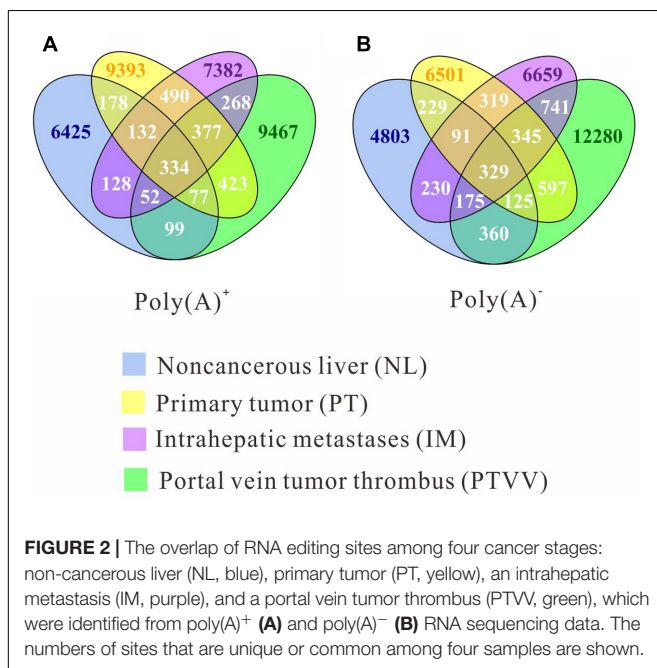 A
B
9393
7382
6501
6659
178
490
268
229
319
741
6425
132
377
9467
4803
91
345
12280
334
329
128
52
77
423
230
175
125
597
99
360
Poly(A)⁺
Poly(A)⁻
Noncancerous liver (NL)
Primary tumor (PT)
Intrahepatic metastases (IM)
Portal vein tumor thrombus (PTVV)
FIGURE 2 | The overlap of RNA editing sites among four cancer stages:
non-cancerous liver (NL, blue), primary tumor (PT, yellow), an intrahepatic
metastasis (IM, purple), and a portal vein tumor thrombus (PTVV, green), which
were identified from poly(A)⁺ (A) and poly(A)⁻ (B) RNA sequencing data. The
numbers of sites that are unique or common among four samples are shown.